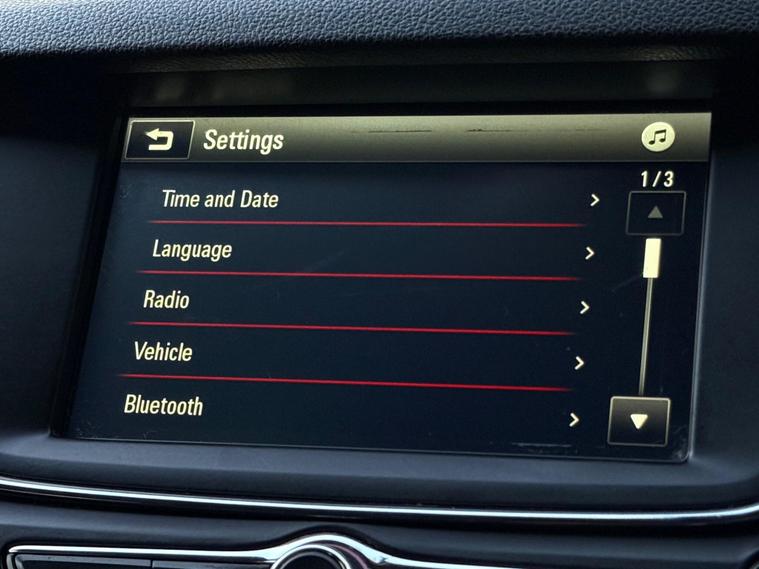 Settings
1/3
Time and Date
Language
Radio
Vehicle
Bluetooth